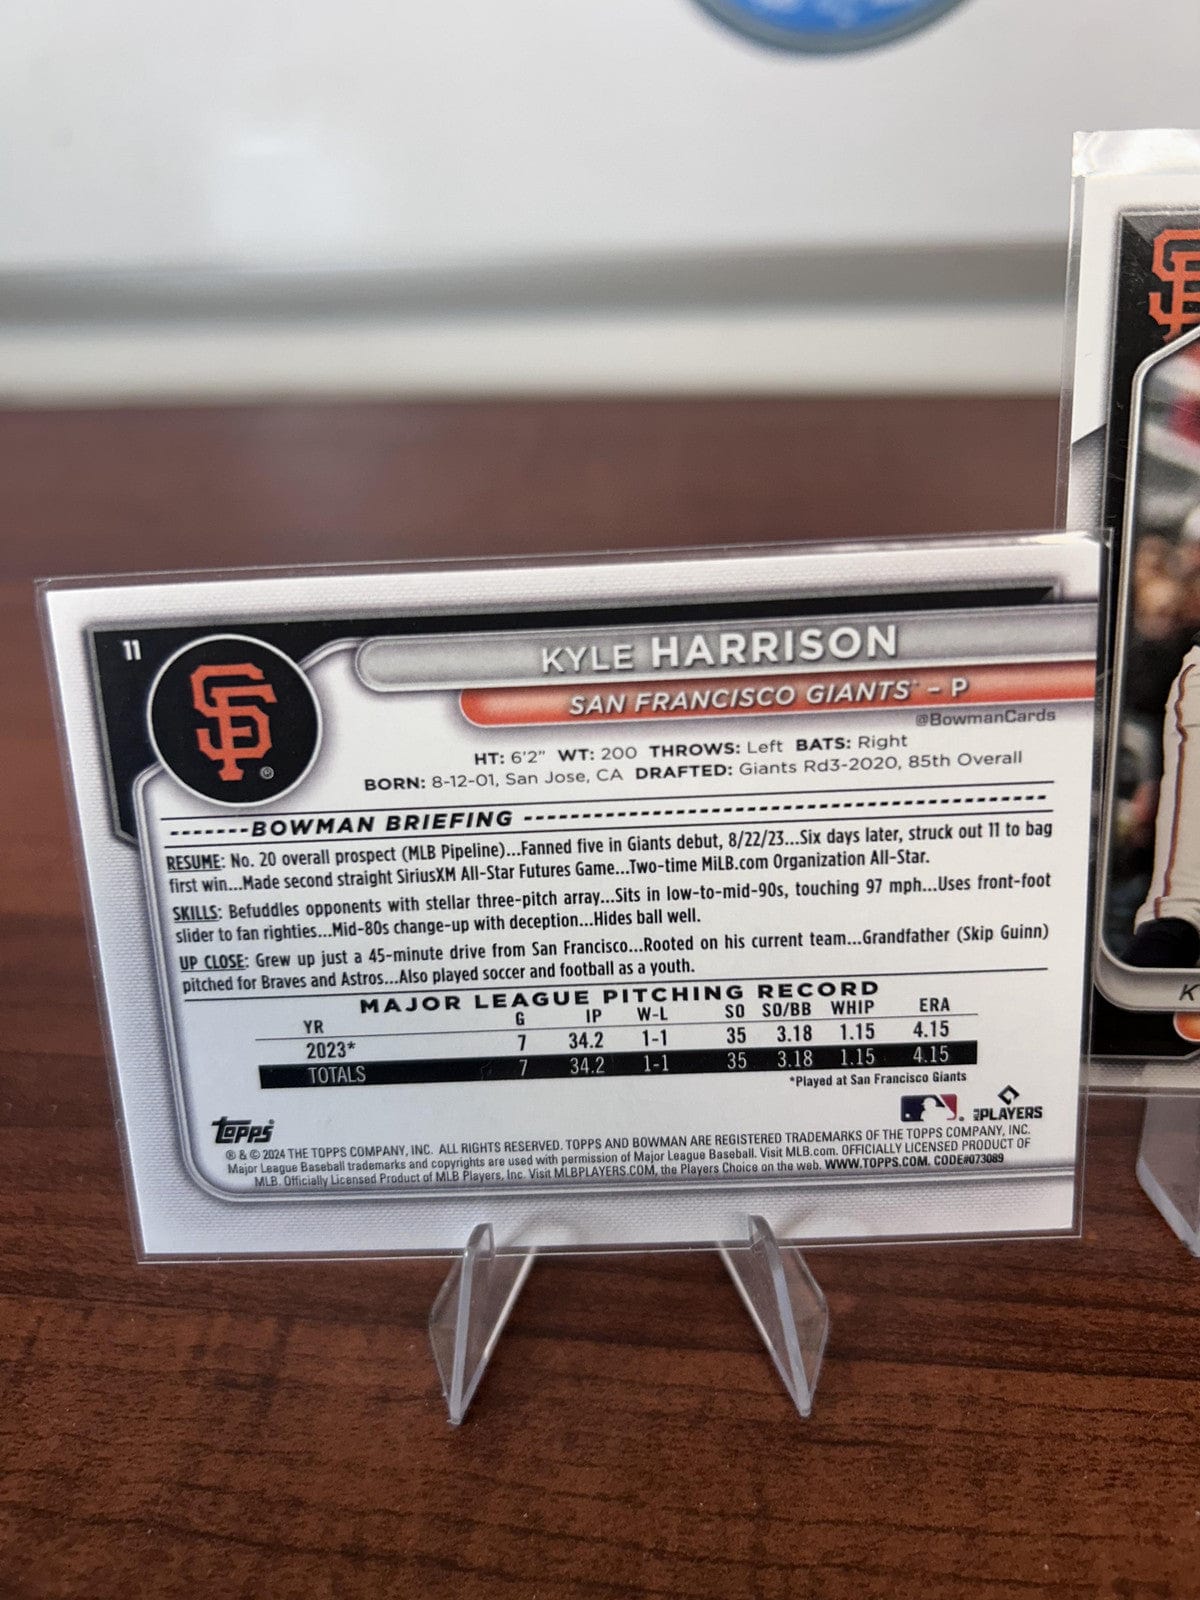 11
SF
®
KYLE HARRISON
SAN FRANCISCO GIANTS™ – P
@BowmanCards
HT: 6'2" WT: 200 THROWS: Left BATS: Right
BORN: 8-12-01, San Jose, CA DRAFTED: Giants Rd3-2020, 85th Overall
BOWMAN BRIEFING
RESUME: No. 20 overall prospect (MLB Pipeline)...Fanned five in Giants debut, 8/22/23...Six days later, struck out 11 to bag
first win...Made second straight SiriusXM All-Star Futures Game...Two-time MiLB.com Organization All-Star.
SKILLS: Befuddles opponents with stellar three-pitch array...Sits in low-to-mid-90s, touching 97 mph...Uses front-foot
slider to fan righties...Mid-80s change-up with deception...Hides ball well.
UP CLOSE: Grew up just a 45-minute drive from San Francisco...Rooted on his current team...Grandfather (Skip Guinn)
pitched for Braves and Astros...Also played soccer and football as a youth.
MAJOR LEAGUE PITCHING RECORD
YR G IP W-L SO SO/BB WHIP ERA
2023* 7 34.2 1-1 35 3.18 1.15 4.15
TOTALS 7 34.2 1-1 35 3.18 1.15 4.15
*Played at San Francisco Giants
Topps
MLB PLAYERS
® & © 2024 THE TOPPS COMPANY, INC. ALL RIGHTS RESERVED. TOPPS AND BOWMAN ARE REGISTERED TRADEMARKS OF THE TOPPS COMPANY, INC.
Major League Baseball trademarks and copyrights are used with permission of Major League Baseball. Visit MLB.com. OFFICIALLY LICENSED PRODUCT OF
MLB. Officially Licensed Product of MLB Players, Inc. Visit MLBPLAYERS.COM, the Players Choice on the web. WWW.TOPPS.COM. CODE#073089
SF
K